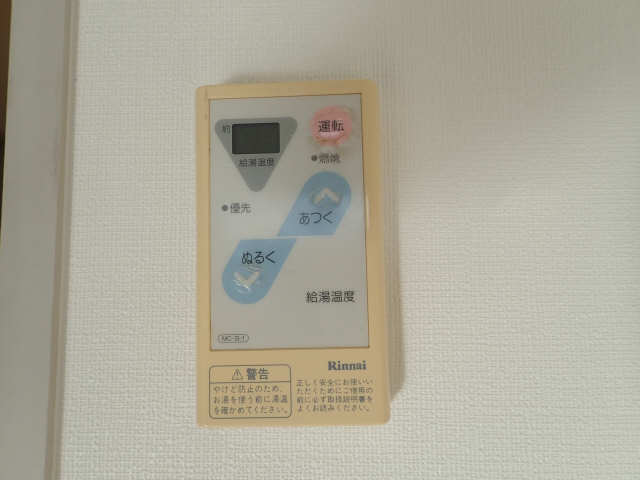 約
運転
給湯温度
●燃焼
●優先
あつく
ぬるく
給湯温度
MC-9-1
Rinnai
⚠警告
やけど防止のため、
お湯を使う前に湯温
を確かめてください。
正しく安全にお使いい
ただくためにご使用の
前に必ず取扱説明書を
よくお読みください。